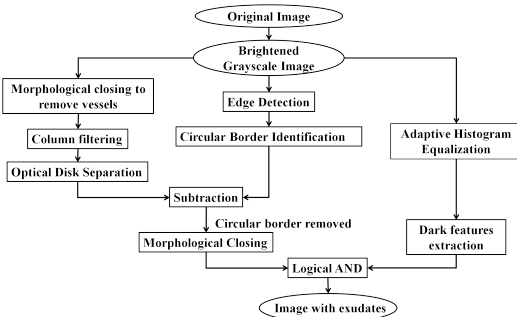 Original Image
Brightened
Grayscale Image
Morphological closing to
remove vessels
Edge Detection
Column filtering
Circular Border Identification
Adaptive Histogram
Equalization
Optical Disk Separation
Subtraction
Circular border removed
Morphological Closing
Dark features
extraction
Logical AND
Image with exudates